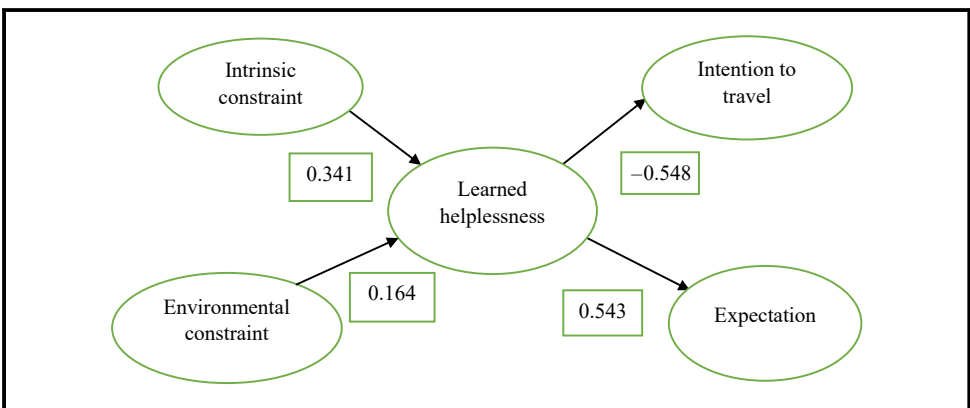 Intrinsic
constraint
Intention to
travel
0.341
–0.548
Learned
helplessness
Environmental
constraint
0.164
0.543
Expectation